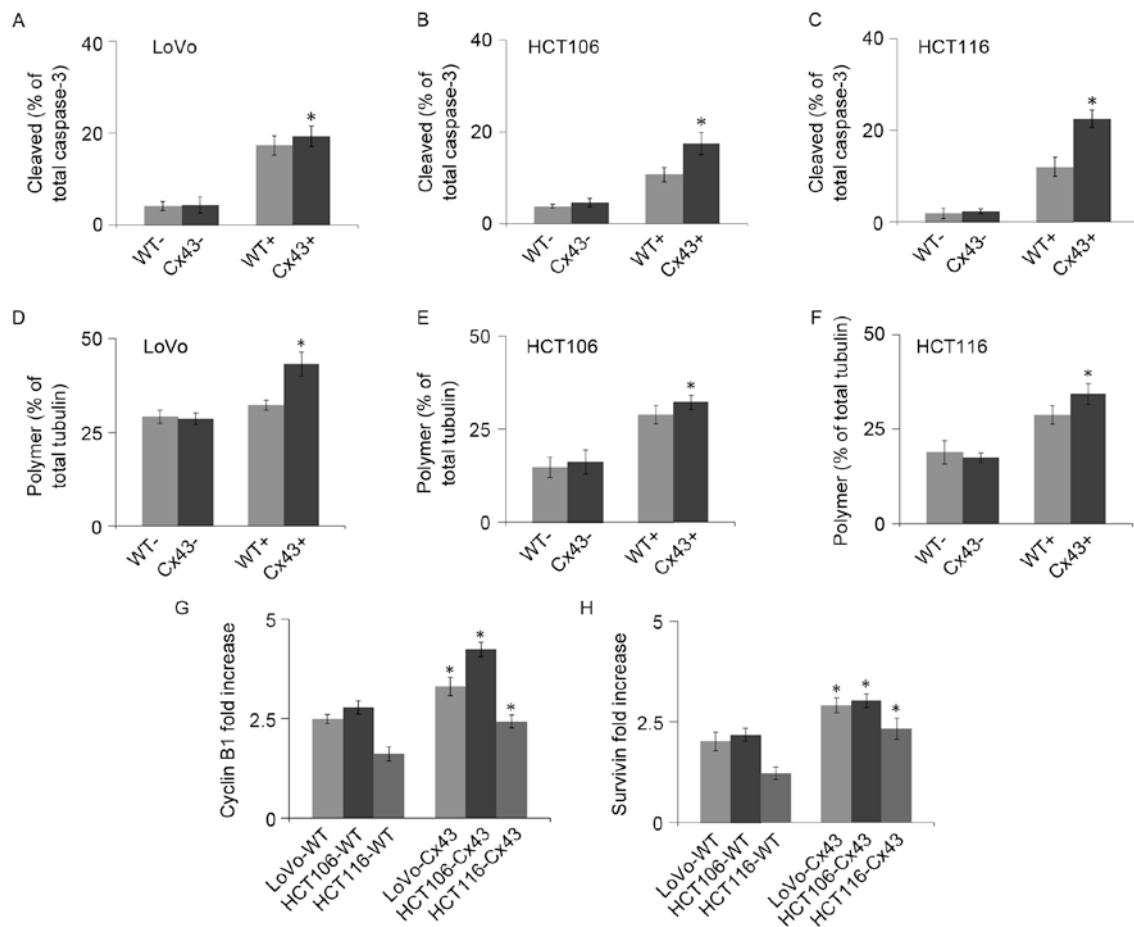 A
LoVo
Cleaved (% of
total caspase-3)
40
20
0
*
WT-
Cx43-
WT+
Cx43+
B
HCT106
Cleaved (% of
total caspase-3)
40
20
0
*
WT-
Cx43-
WT+
Cx43+
C
HCT116
Cleaved (% of
total caspase-3)
40
20
0
*
WT-
Cx43-
WT+
Cx43+
D
LoVo
Polymer (% of
total tubulin)
50
25
0
*
WT-
Cx43-
WT+
Cx43+
E
HCT106
Polymer (% of
total tubulin)
50
25
0
*
WT-
Cx43-
WT+
Cx43+
F
HCT116
Polymer (% of total tubulin)
50
25
0
*
WT-
Cx43-
WT+
Cx43+
G
Cyclin B1 fold increase
5
2.5
0
*
*
*
LoVo-WT
HCT106-WT
HCT116-WT
LoVo-Cx43
HCT106-Cx43
HCT116-Cx43
H
Survivin fold increase
5
2.5
0
*
*
*
LoVo-WT
HCT106-WT
HCT116-WT
LoVo-Cx43
HCT106-Cx43
HCT116-Cx43